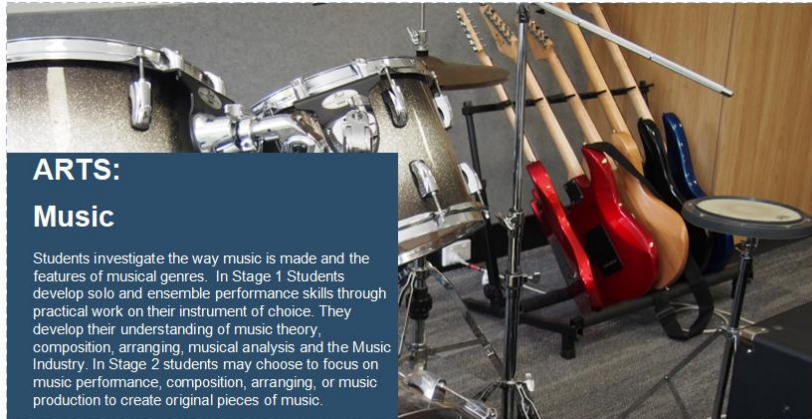 ARTS:
Music
Students investigate the way music is made and the
features of musical genres.  In Stage 1 Students
develop solo and ensemble performance skills through
practical work on their instrument of choice. They
develop their understanding of music theory,
composition, arranging, musical analysis and the Music
Industry. In Stage 2 students may choose to focus on
music performance, composition, arranging, or music
production to create original pieces of music.